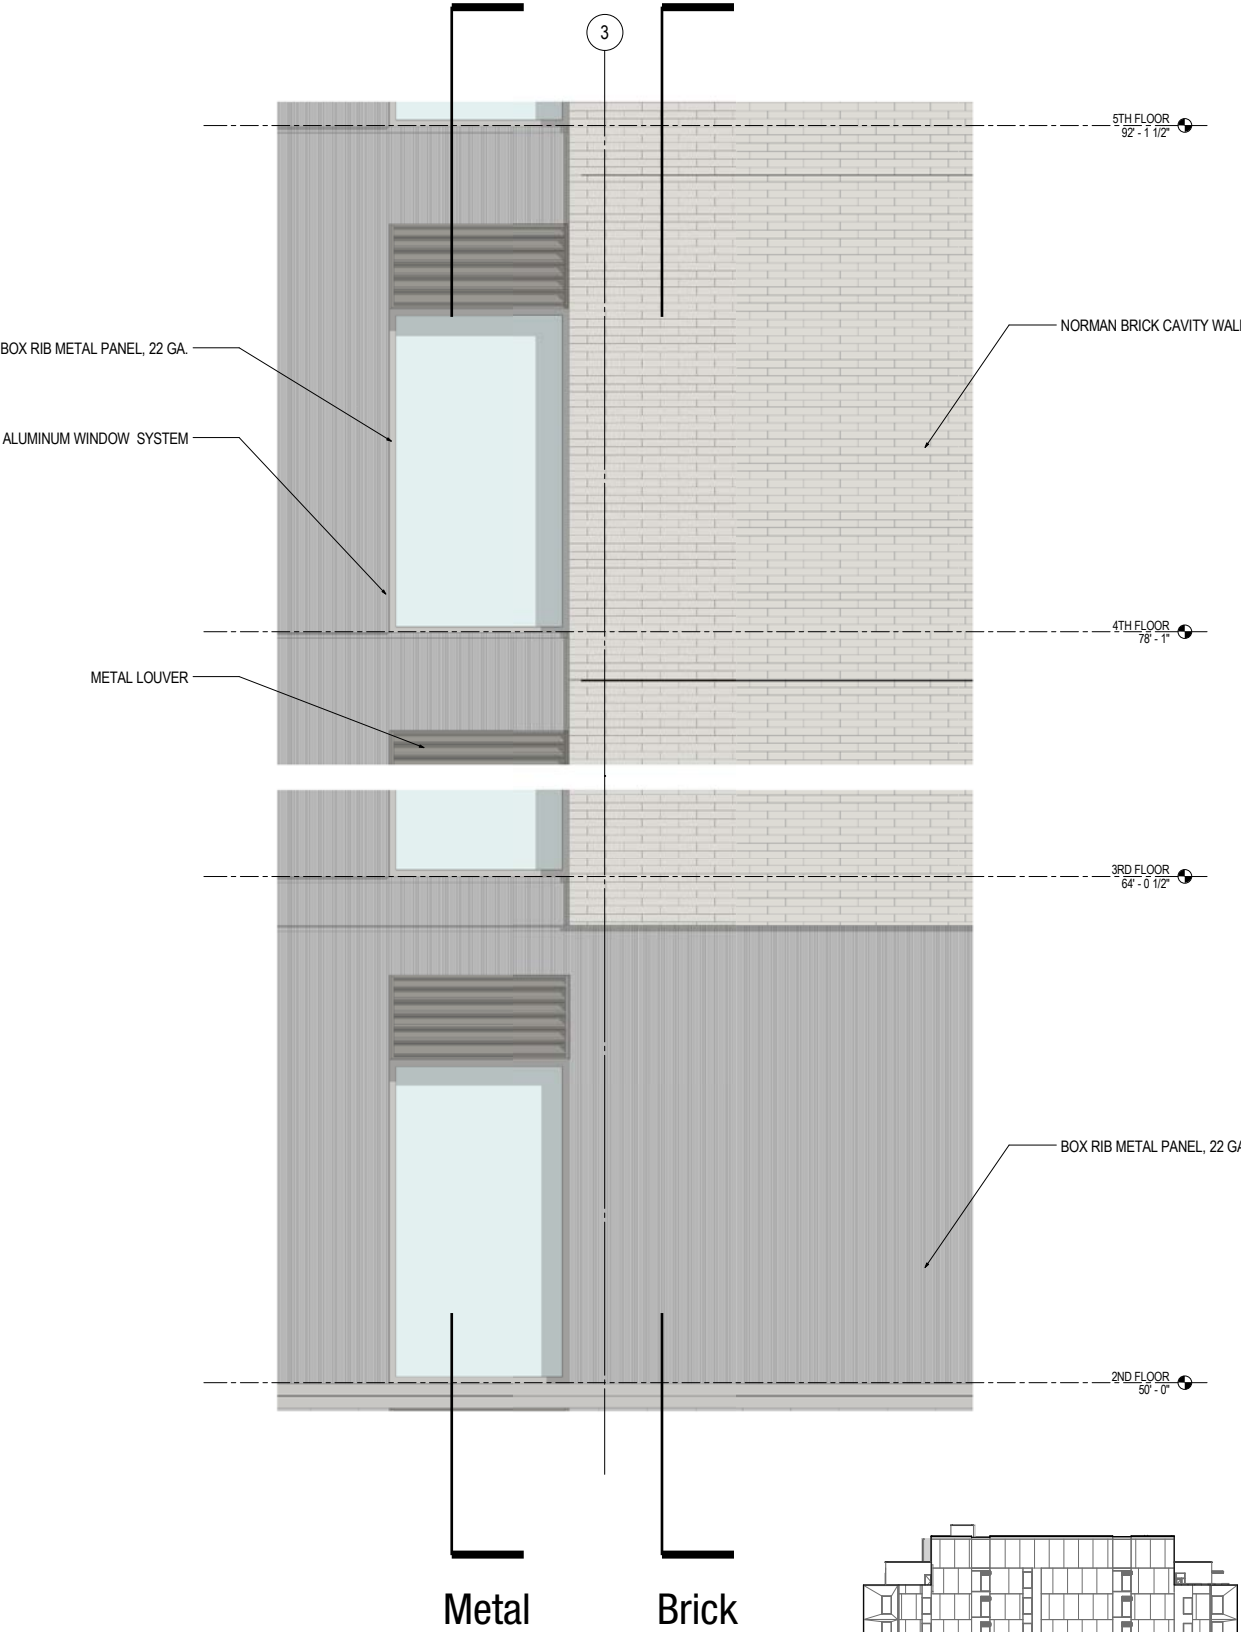 3
5TH FLOOR
92' - 1 1/2"
NORMAN BRICK CAVITY WALL
BOX RIB METAL PANEL, 22 GA.
ALUMINUM WINDOW SYSTEM
4TH FLOOR
78' - 1"
METAL LOUVER
3RD FLOOR
64' - 0 1/2"
BOX RIB METAL PANEL, 22 GA
2ND FLOOR
50' - 0"
Metal
Brick